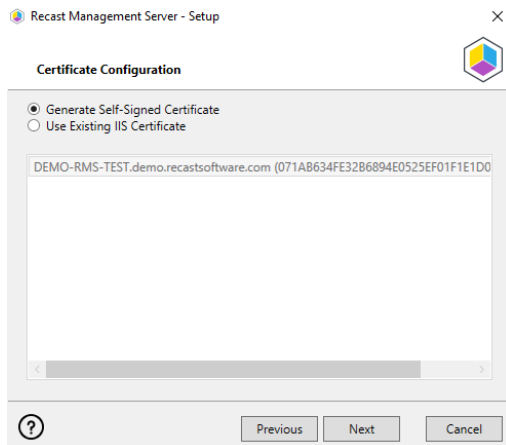 Recast Management Server - Setup
Certificate Configuration
Generate Self-Signed Certificate
Use Existing IIS Certificate
DEMO-RMS-TEST.demo.recastsoftware.com (071AB634FE32B6894E0525EF01F1E1D0
?
Previous
Next
Cancel